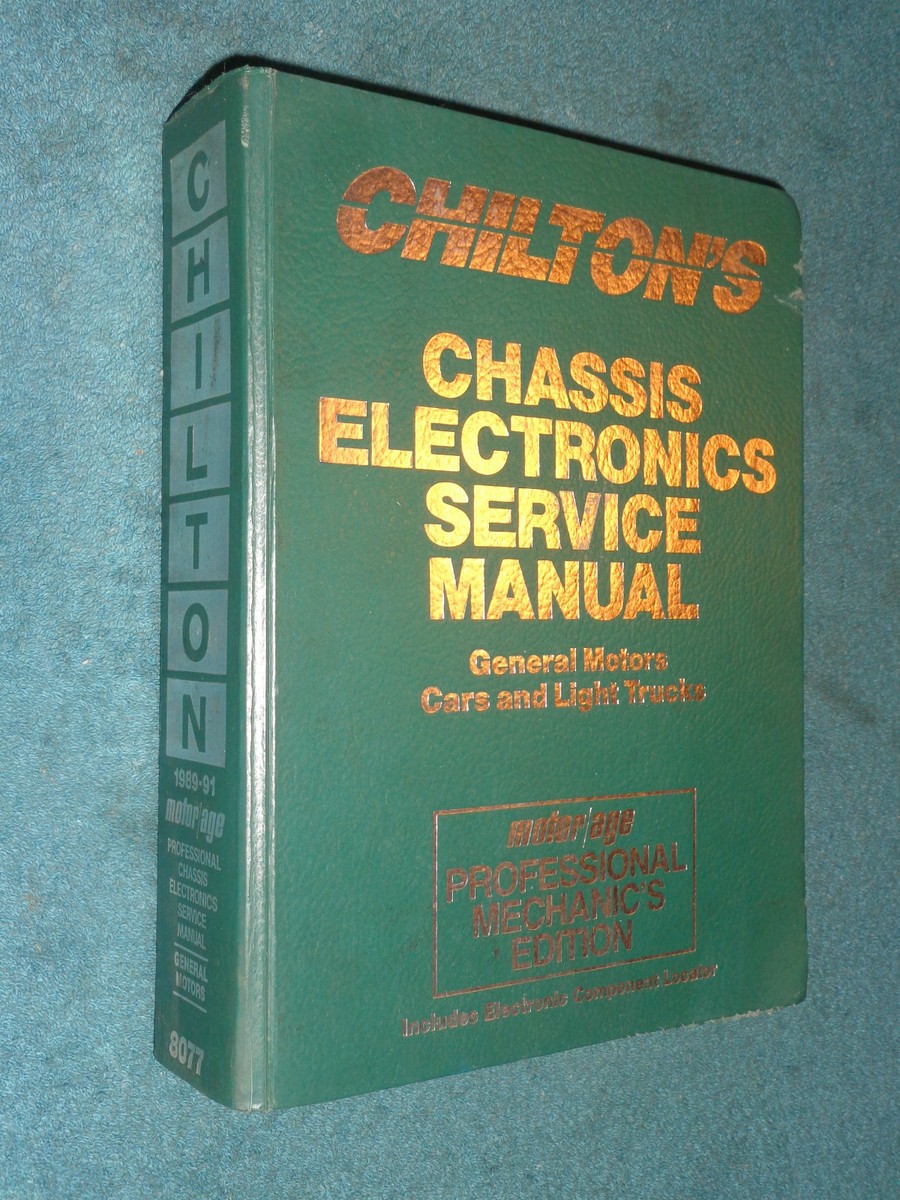 CHILTON
1989-91
motor/age
PROFESSIONAL
CHASSIS
ELECTRONICS
SERVICE
MANUAL
GENERAL
MOTORS
8077
CHILTON'S
CHASSIS
ELECTRONICS
SERVICE
MANUAL
General Motors
Cars and Light Trucks
motor/age
PROFESSIONAL
MECHANIC'S
EDITION
Includes Electronic Component Locator